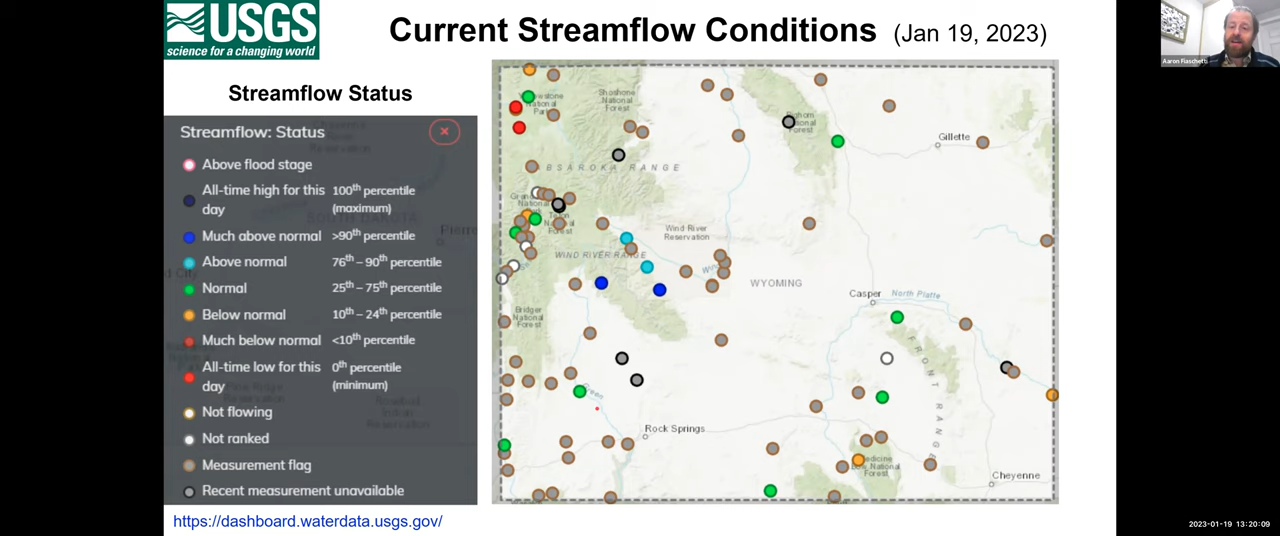 USGS
science for a changing world
Current Streamflow Conditions (Jan 19, 2023)
Aaron Fiaschetti
Streamflow Status
Streamflow: Status
Above flood stage
All-time high for this day 100th percentile (maximum)
Much above normal >90th percentile
Above normal 76th – 90th percentile
Normal 25th – 75th percentile
Below normal 10th – 24th percentile
Much below normal <10th percentile
All-time low for this day 0th percentile (minimum)
Not flowing
Not ranked
Measurement flag
Recent measurement unavailable
Pierre
Shoshone
National
Forest
Gillette
BSAROKA RANGE
Wind River
Reservation
WIND RIVER RANGE
WYOMING
Casper
North Platte
Bridger
National
Forest
FRONT RANGE
Green
Rock Springs
National
Forest
Cheyenne
https://dashboard.waterdata.usgs.gov/
2023-01-19 13:20:09